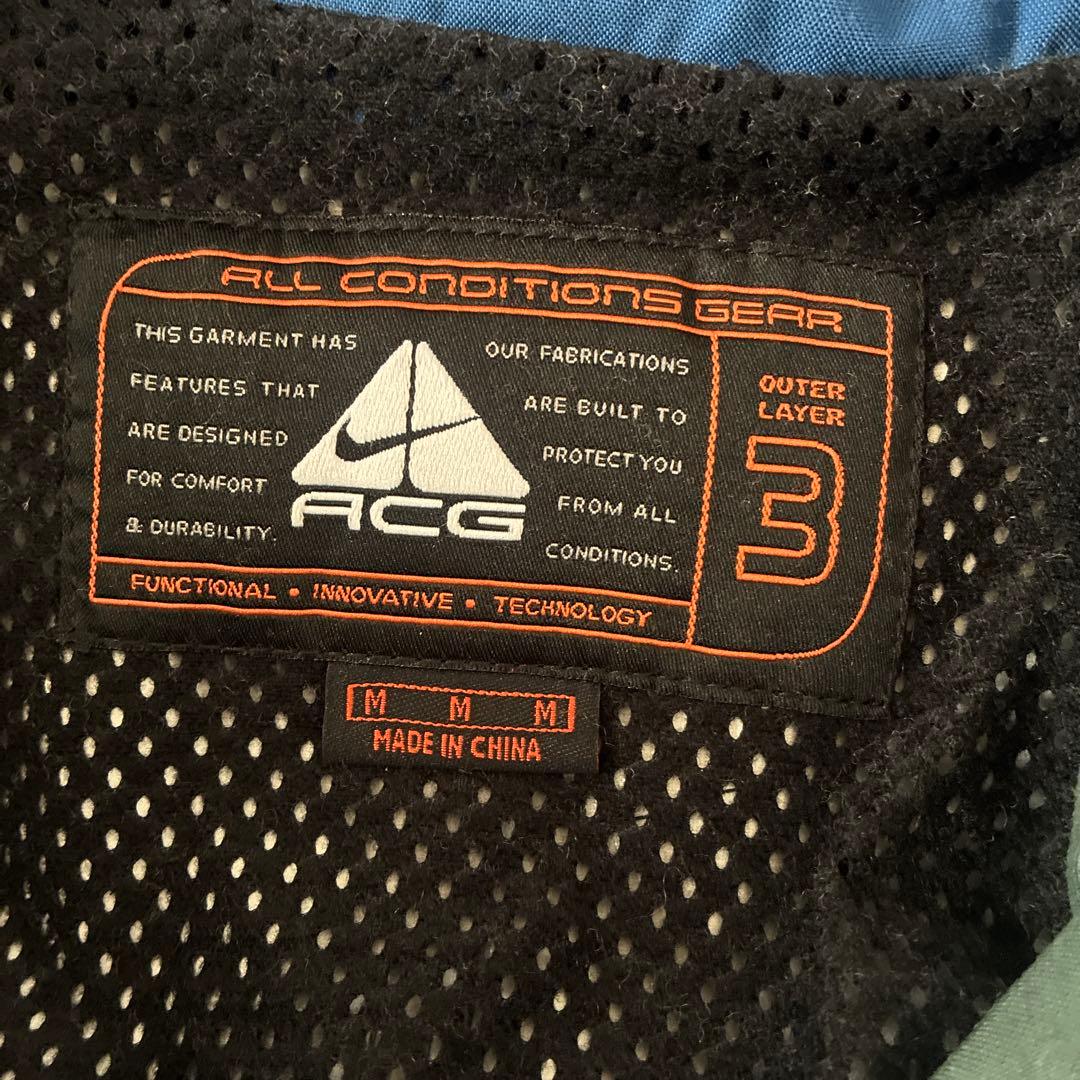 ALL CONDITIONS GEAR
THIS GARMENT HAS
FEATURES THAT
ARE DESIGNED
FOR COMFORT
& DURABILITY.
ACG
OUR FABRICATIONS
ARE BUILT TO
PROTECT YOU
FROM ALL
CONDITIONS.
OUTER
LAYER
3
FUNCTIONAL • INNOVATIVE • TECHNOLOGY
M M M
MADE IN CHINA